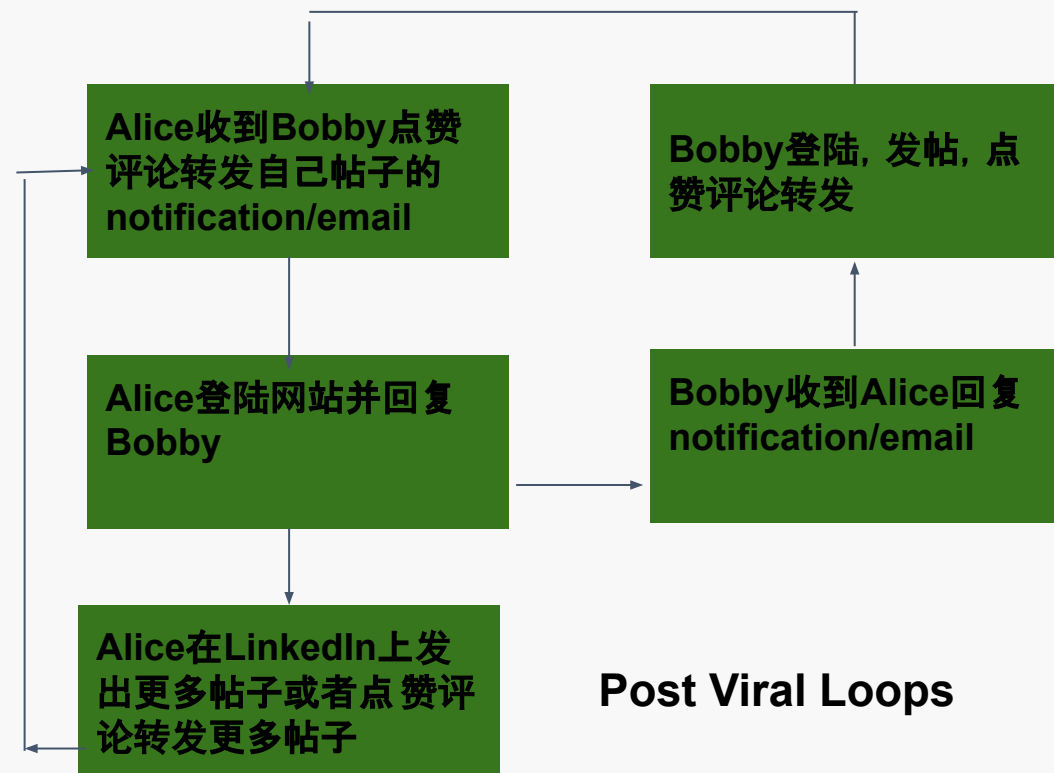 Alice收到Bobby点赞
评论转发自己帖子的
notification/email
Bobby登陆，发帖，点
赞评论转发
Alice登陆网站并回复
Bobby
Bobby收到Alice回复
notification/email
Alice在LinkedIn上发
出更多帖子或者点赞评
论转发更多帖子
Post Viral Loops